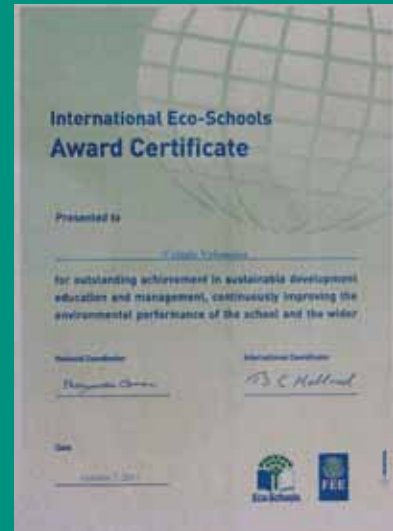 International Eco-Schools
Award Certificate
Presented to
for outstanding achievement in sustainable development
education and management, continuously improving the
environmental performance of the school and the wider
National Coordinator
International Coordinator
Date
Eco-Schools
FEE